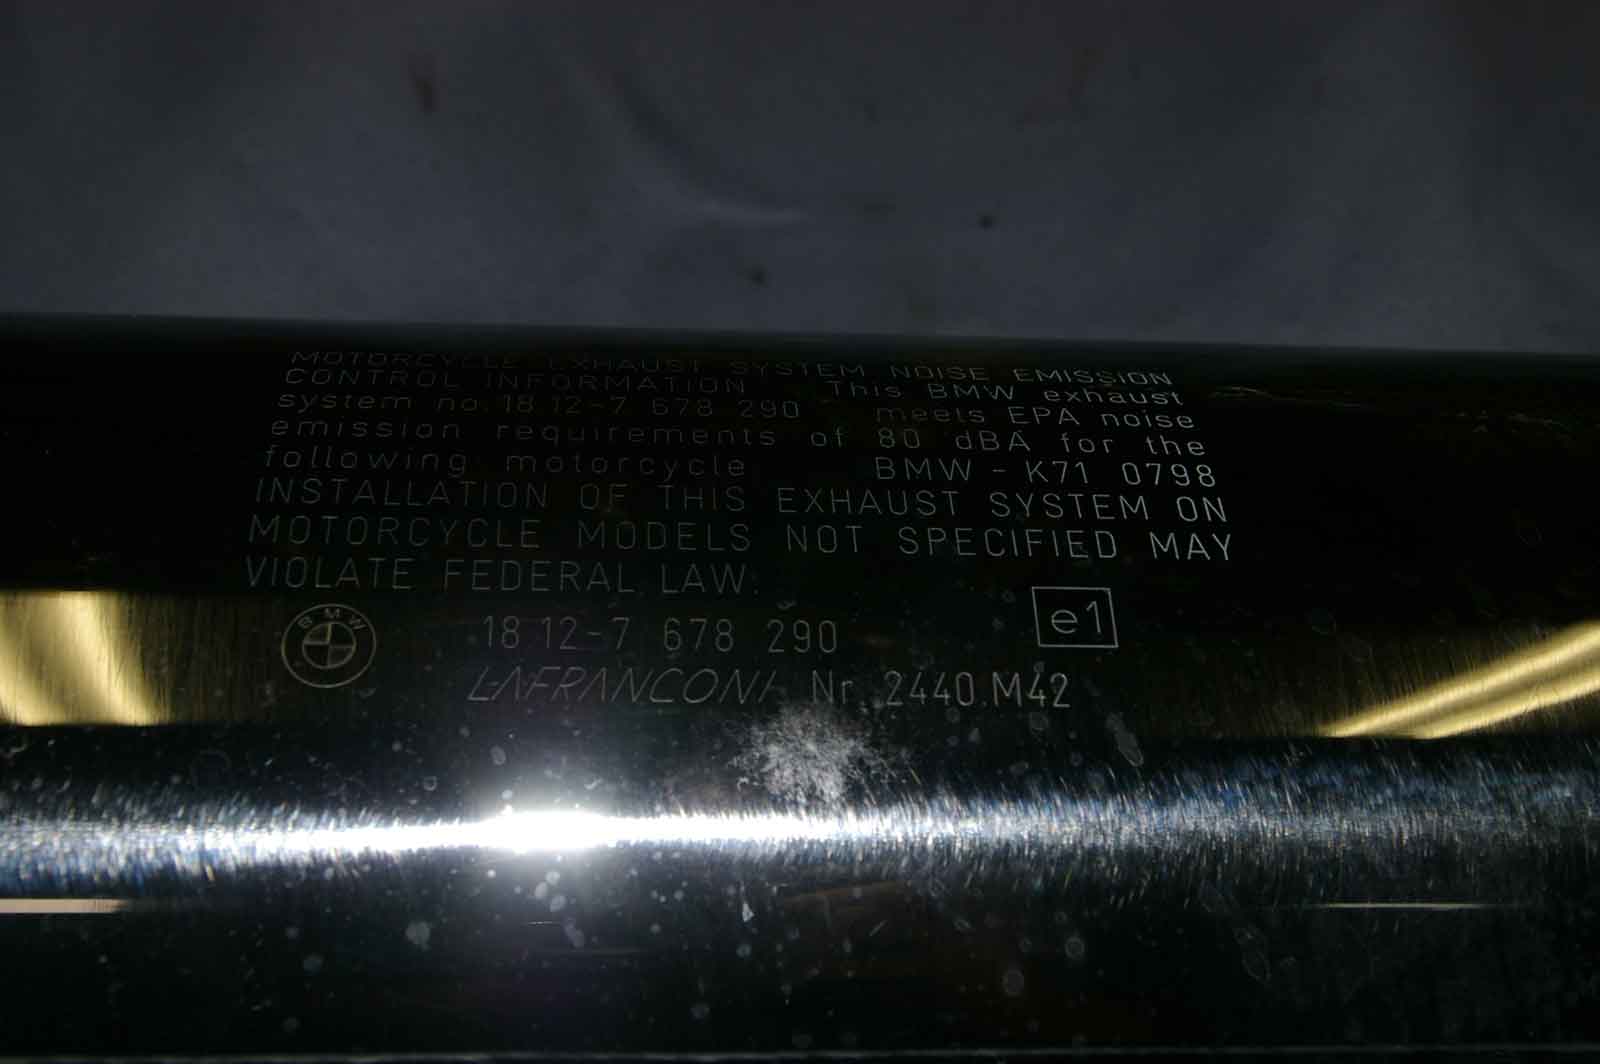 MOTORCYCLE EXHAUST SYSTEM NOISE EMISSION
CONTROL INFORMATION This BMW exhaust
system no. 18 12-7 678 290 meets EPA noise
emission requirements of 80 dBA for the
following motorcycle BMW - K71 0798
INSTALLATION OF THIS EXHAUST SYSTEM ON
MOTORCYCLE MODELS NOT SPECIFIED MAY
VIOLATE FEDERAL LAW.
BMW 18 12-7 678 290 e1
LAFRANCONI Nr 2440.M42